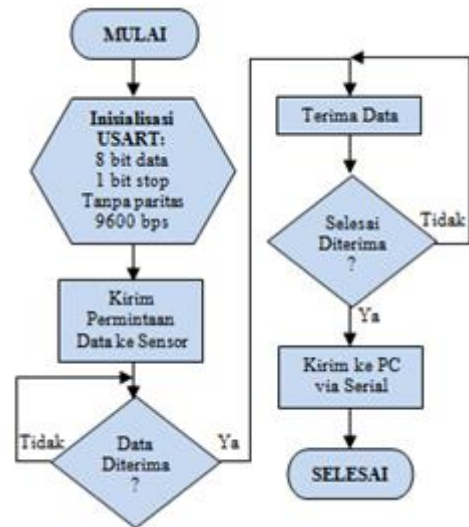 MULAI
Inisialisasi
USART:
8 bit data
1 bit stop
Tanpa paritas
9600 bps
Kirim
Permintaan
Data ke Sensor
Tidak
Data
Diterima
?
Ya
Terima Data
Selesai
Diterima
?
Tidak
Ya
Kirim ke PC
via Serial
SELESAI